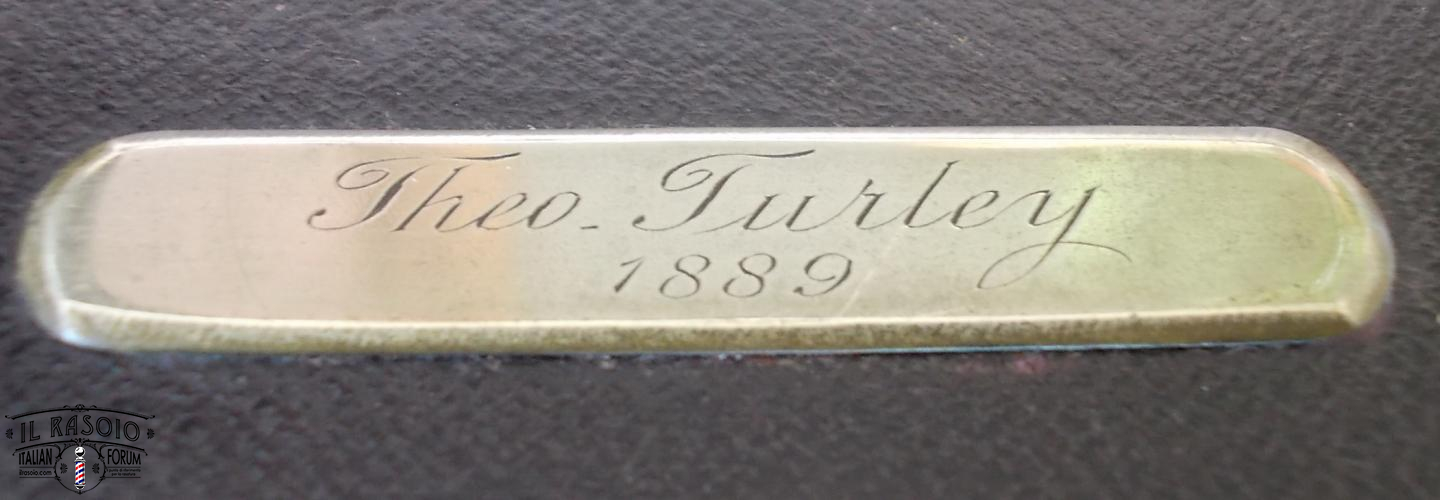 Theo. Turley
1889
IL RASOIO
ITALIAN FORUM
ilrasoio.com